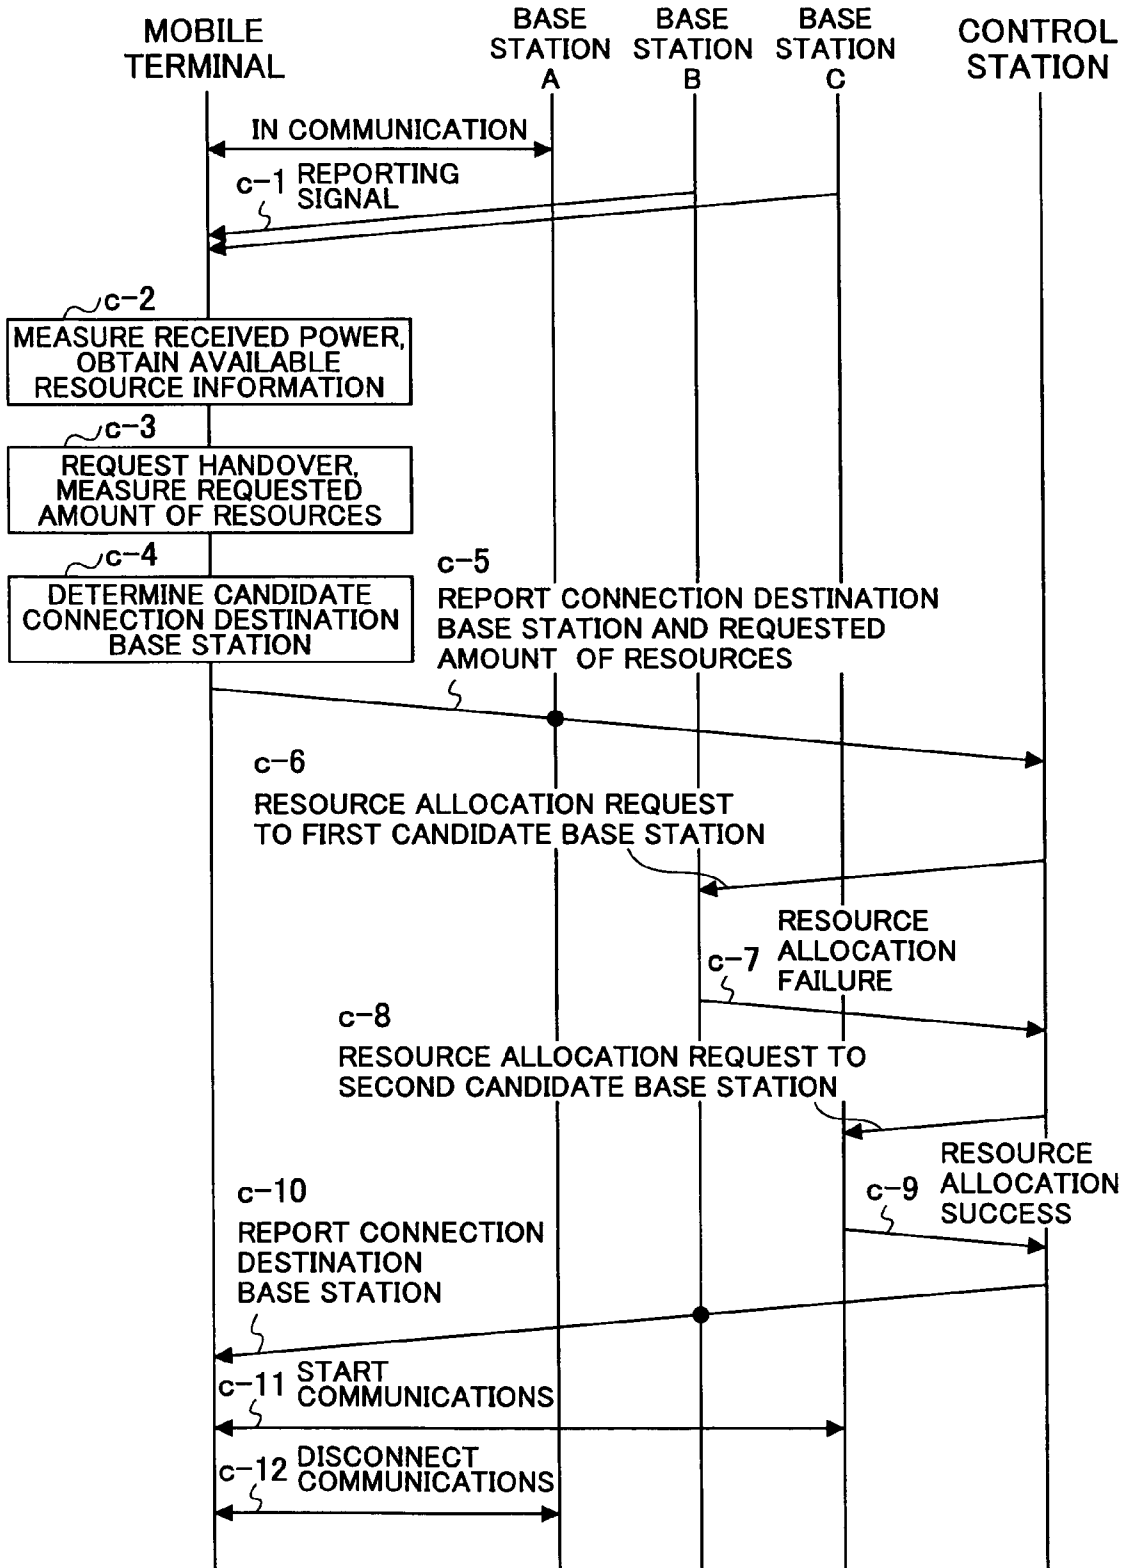 MOBILE
TERMINAL
BASE
STATION
A
BASE
STATION
B
BASE
STATION
C
CONTROL
STATION
IN COMMUNICATION
c-1 REPORTING
SIGNAL
c-2
MEASURE RECEIVED POWER,
OBTAIN AVAILABLE
RESOURCE INFORMATION
c-3
REQUEST HANDOVER,
MEASURE REQUESTED
AMOUNT OF RESOURCES
c-4
DETERMINE CANDIDATE
CONNECTION DESTINATION
BASE STATION
c-5
REPORT CONNECTION DESTINATION
BASE STATION AND REQUESTED
AMOUNT OF RESOURCES
c-6
RESOURCE ALLOCATION REQUEST
TO FIRST CANDIDATE BASE STATION
c-7
RESOURCE
ALLOCATION
FAILURE
c-8
RESOURCE ALLOCATION REQUEST TO
SECOND CANDIDATE BASE STATION
c-9
RESOURCE
ALLOCATION
SUCCESS
c-10
REPORT CONNECTION
DESTINATION
BASE STATION
c-11 START
COMMUNICATIONS
c-12 DISCONNECT
COMMUNICATIONS